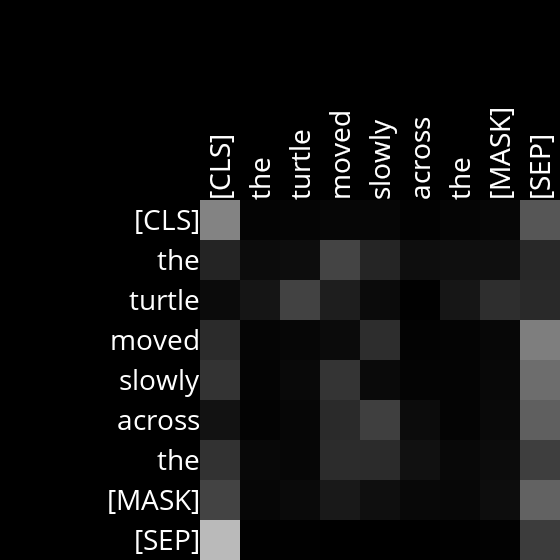 [CLS] the turtle moved slowly across the [MASK] [SEP]
[CLS]
the
turtle
moved
slowly
across
the
[MASK]
[SEP]